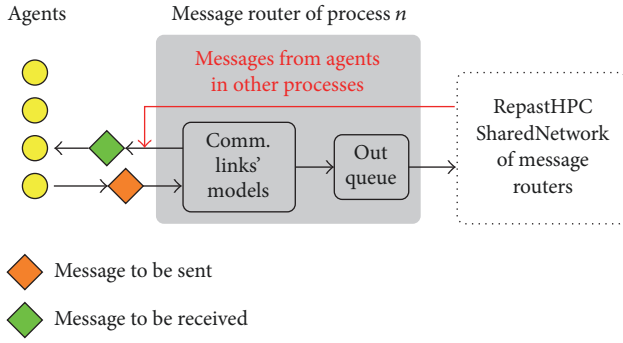 Agents
Message router of process n
Messages from agents
in other processes
Comm.
links'
models
Out
queue
RepastHPC
SharedNetwork
of message
routers
Message to be sent
Message to be received